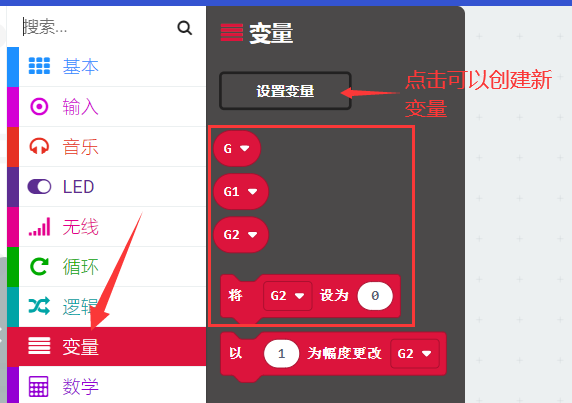 搜索...
基本
输入
音乐
LED
无线
循环
逻辑
变量
数学
变量
设置变量
点击可以创建新
变量
G
G1
G2
将 G2 设为 0
以 1 为幅度更改 G2